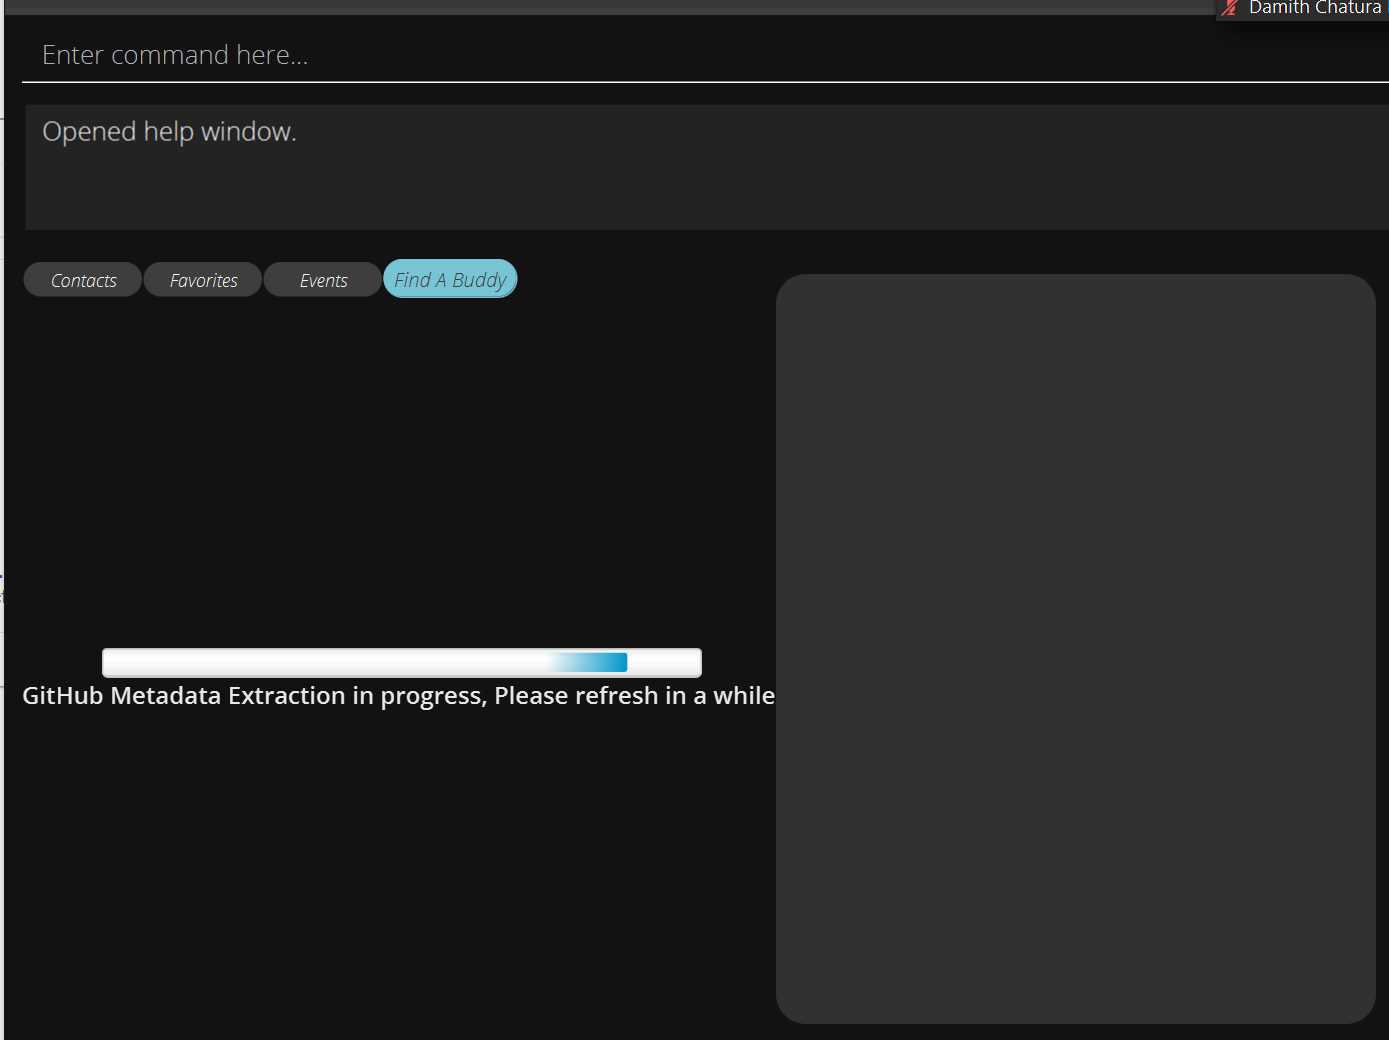 Damith Chatura
Enter command here...
Opened help window.
Contacts
Favorites
Events
Find A Buddy
GitHub Metadata Extraction in progress, Please refresh in a while